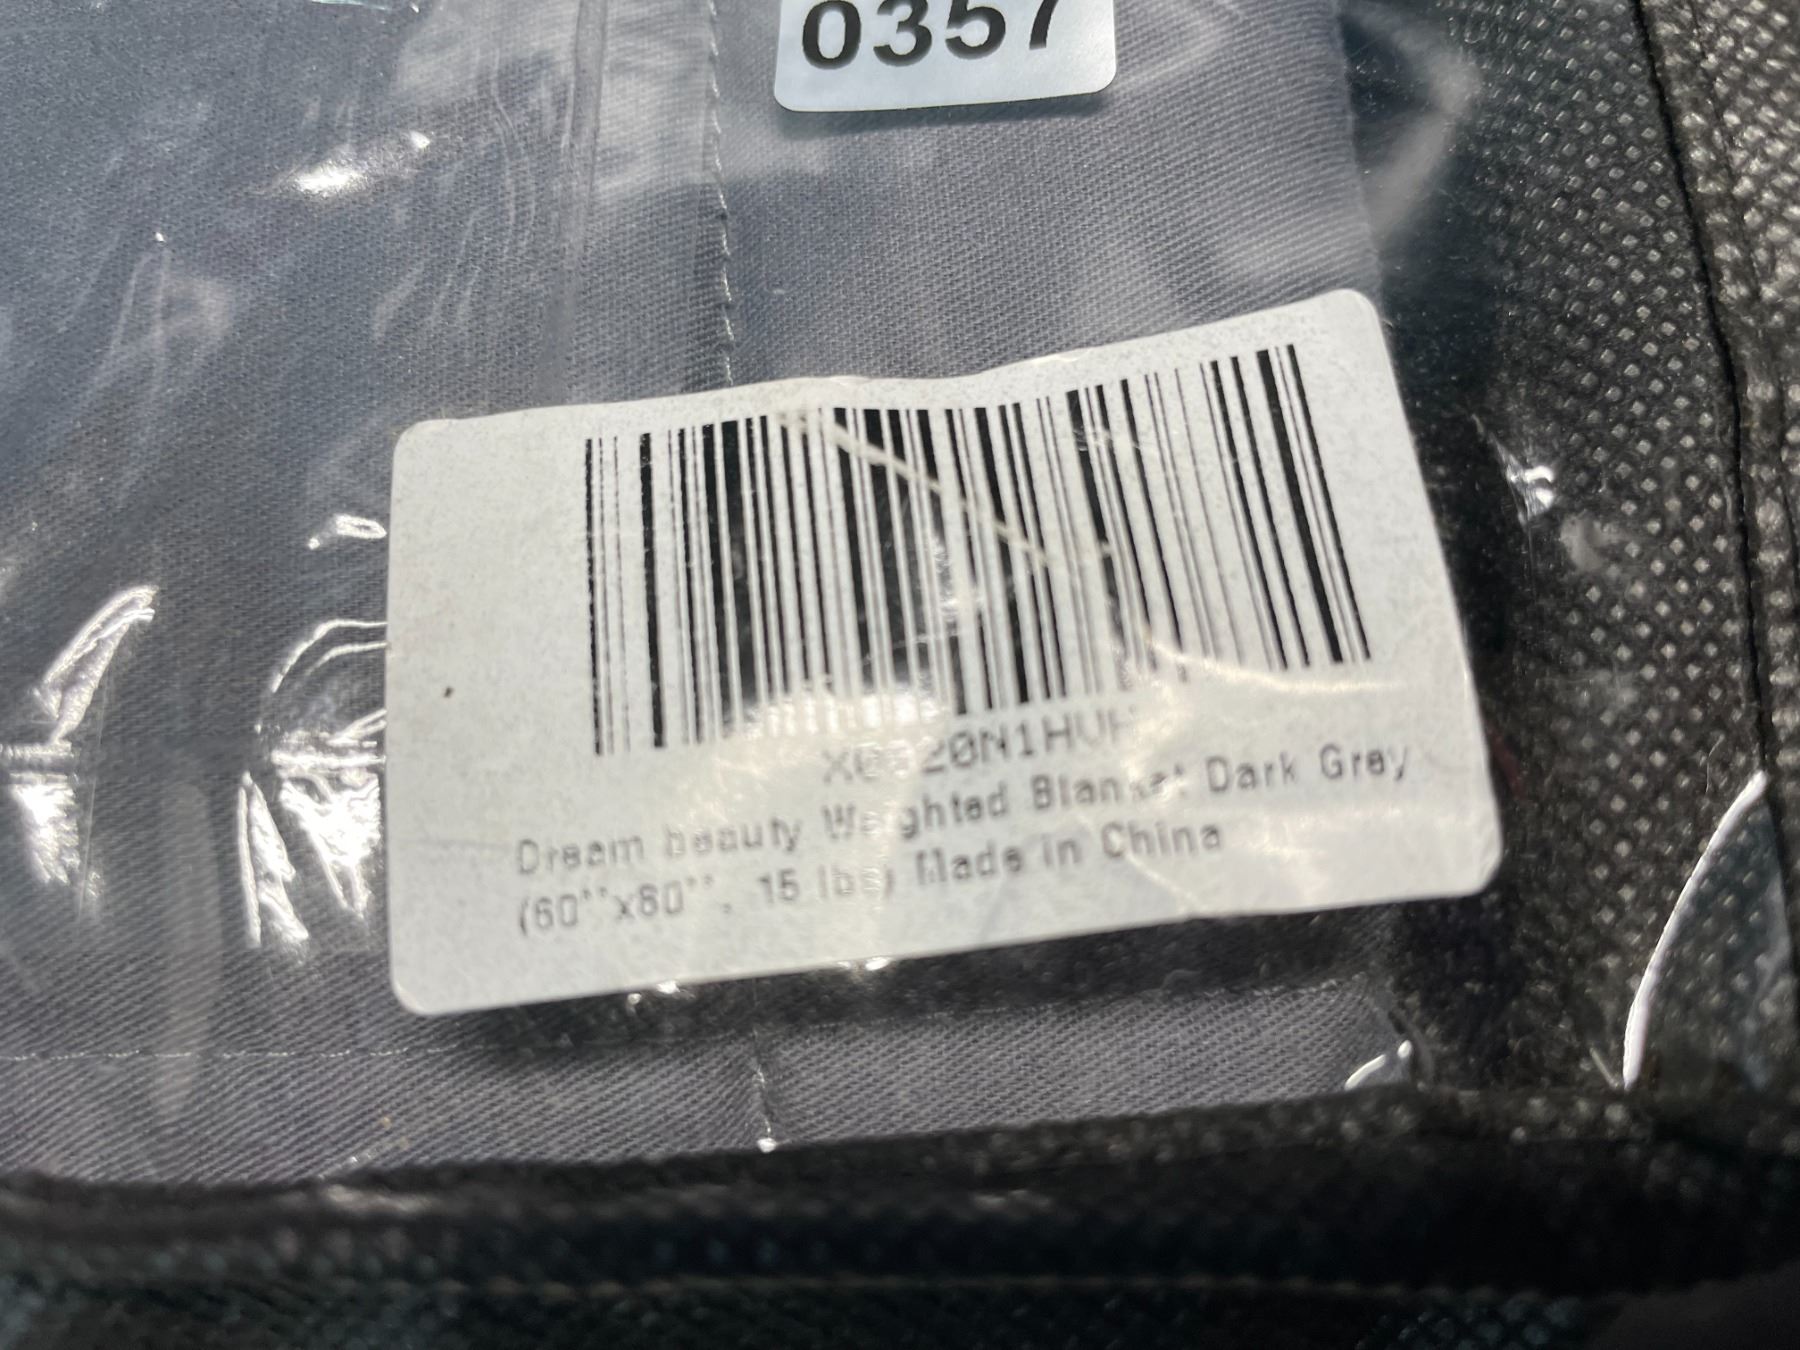 0357
Dream beauty Weighted Blanket Dark Grey
(60''x80'', 15 lbs) Made in China